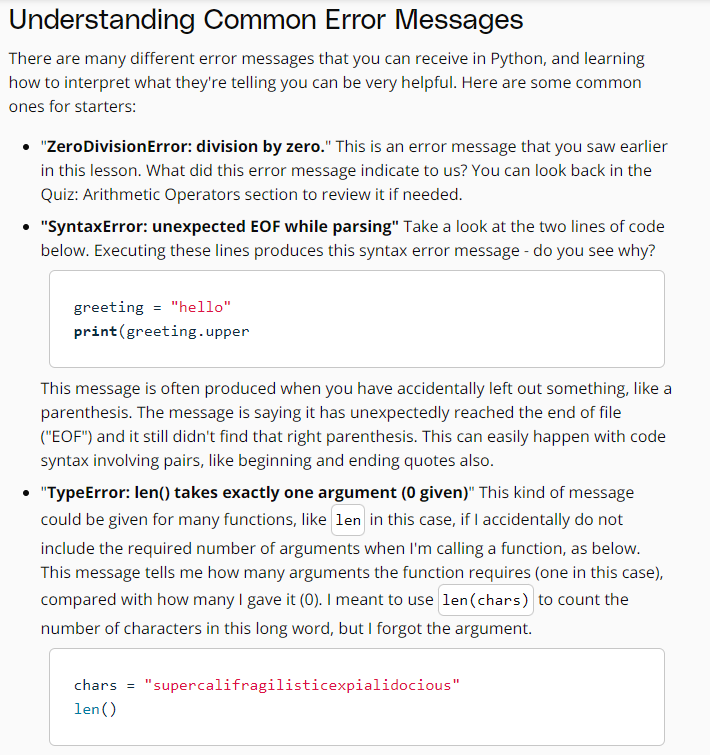 Understanding Common Error Messages
There are many different error messages that you can receive in Python, and learning
how to interpret what they're telling you can be very helpful. Here are some common
ones for starters:
• "ZeroDivisionError: division by zero." This is an error message that you saw earlier
in this lesson. What did this error message indicate to us? You can look back in the
Quiz: Arithmetic Operators section to review it if needed.
• "SyntaxError: unexpected EOF while parsing" Take a look at the two lines of code
below. Executing these lines produces this syntax error message - do you see why?
greeting = "hello"
print(greeting.upper
This message is often produced when you have accidentally left out something, like a
parenthesis. The message is saying it has unexpectedly reached the end of file
("EOF") and it still didn't find that right parenthesis. This can easily happen with code
syntax involving pairs, like beginning and ending quotes also.
• "TypeError: len() takes exactly one argument (0 given)" This kind of message
could be given for many functions, like len in this case, if I accidentally do not
include the required number of arguments when I'm calling a function, as below.
This message tells me how many arguments the function requires (one in this case),
compared with how many I gave it (0). I meant to use len(chars) to count the
number of characters in this long word, but I forgot the argument.
chars = "supercalifragilisticexpialidocious"
len()